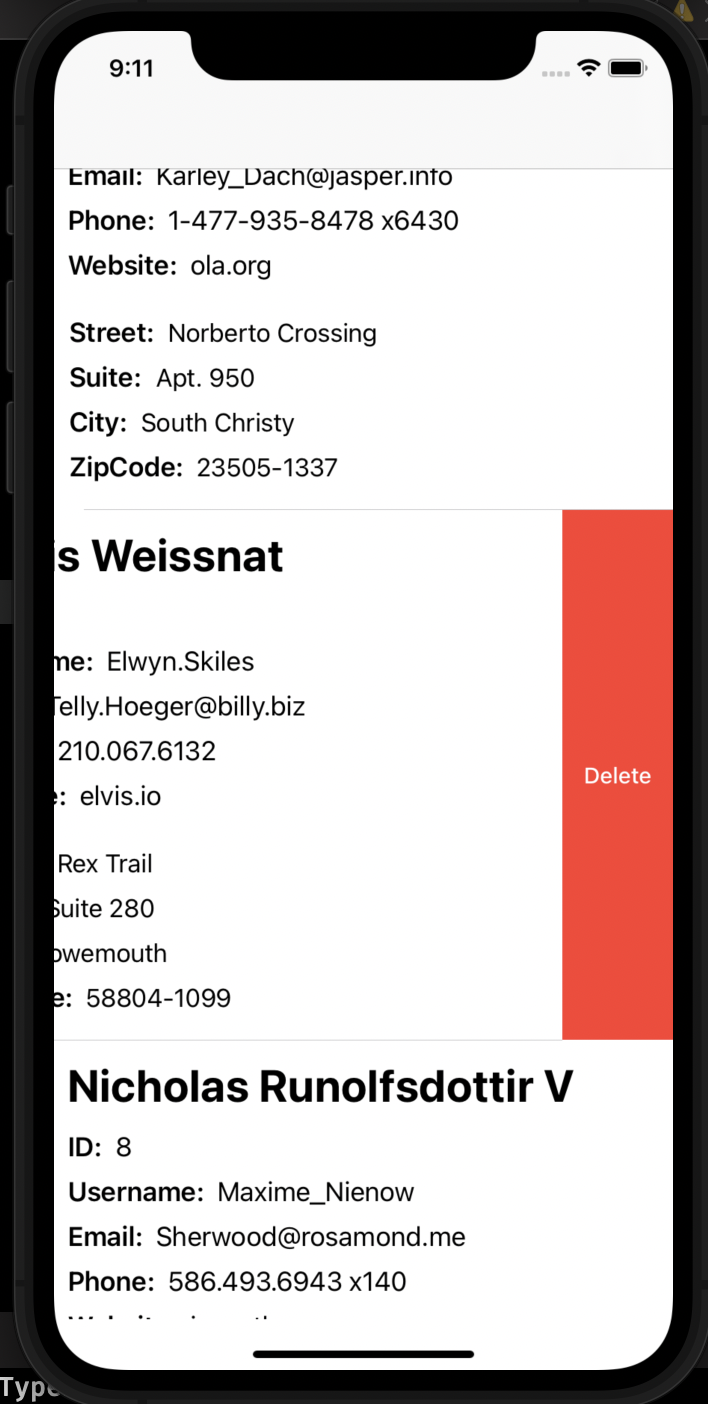 9:11
Email: Karley_Dach@jasper.info
Phone: 1-477-935-8478 x6430
Website: ola.org
Street: Norberto Crossing
Suite: Apt. 950
City: South Christy
ZipCode: 23505-1337
is Weissnat
me: Elwyn.Skiles
Telly.Hoeger@billy.biz
210.067.6132
e: elvis.io
Delete
Rex Trail
Suite 280
owemouth
e: 58804-1099
Nicholas Runolfsdottir V
ID: 8
Username: Maxime_Nienow
Email: Sherwood@rosamond.me
Phone: 586.493.6943 x140
Type